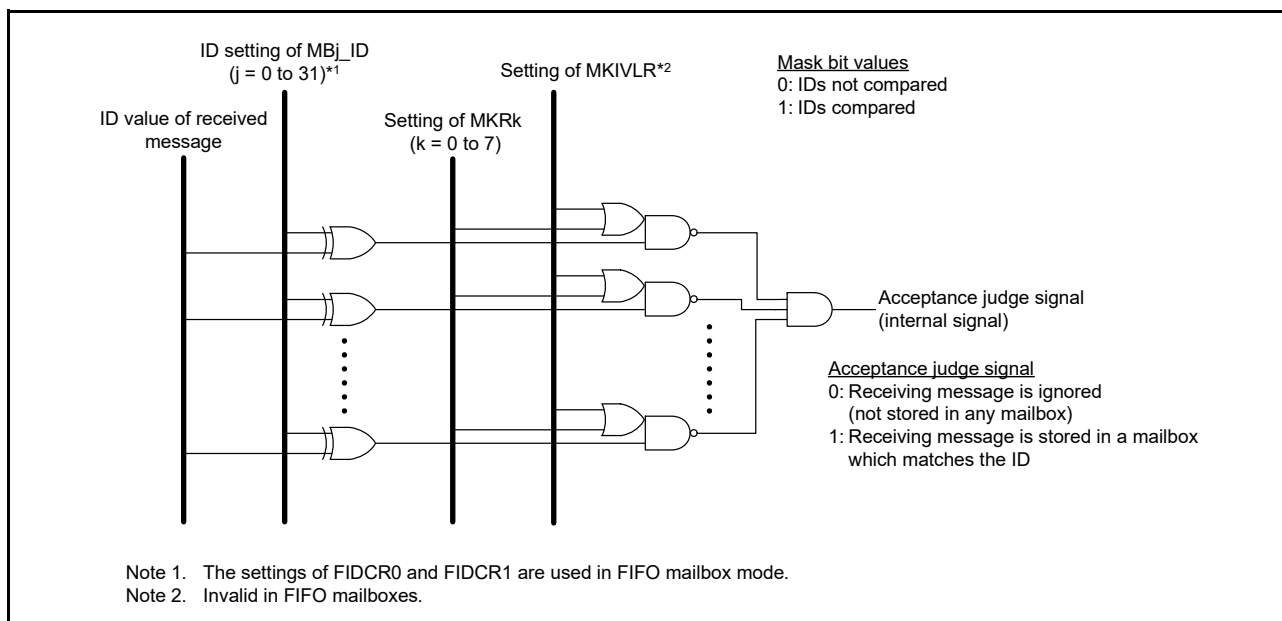 ID setting of MBj_ID
(j = 0 to 31)*1
Setting of MKIVLR*2
Mask bit values
0: IDs not compared
1: IDs compared
ID value of received
message
Setting of MKRk
(k = 0 to 7)
Acceptance judge signal
(internal signal)
Acceptance judge signal
0: Receiving message is ignored
(not stored in any mailbox)
1: Receiving message is stored in a mailbox
which matches the ID
Note 1. The settings of FIDCR0 and FIDCR1 are used in FIFO mailbox mode.
Note 2. Invalid in FIFO mailboxes.